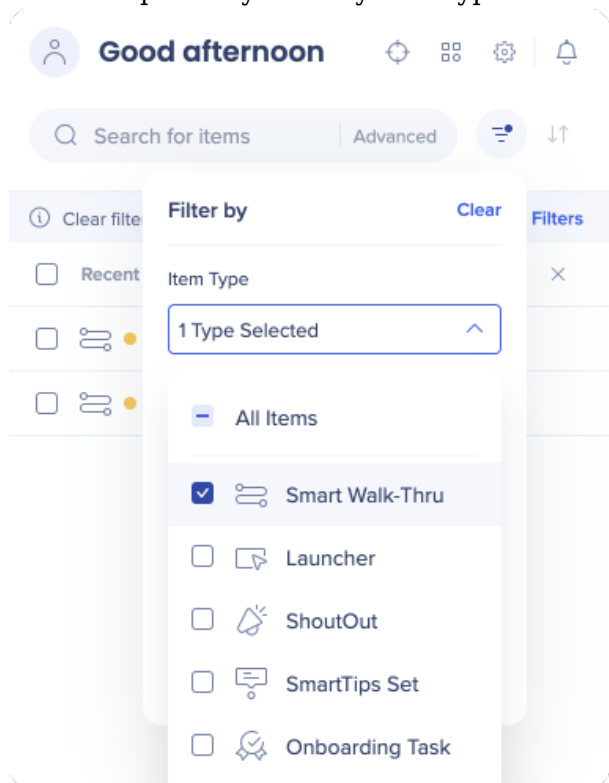 Good afternoon
Search for items
Advanced
Filter by
Clear
Clear filte
Filters
Recent
Item Type
1 Type Selected
All Items
Smart Walk-Thru
Launcher
ShoutOut
SmartTips Set
Onboarding Task